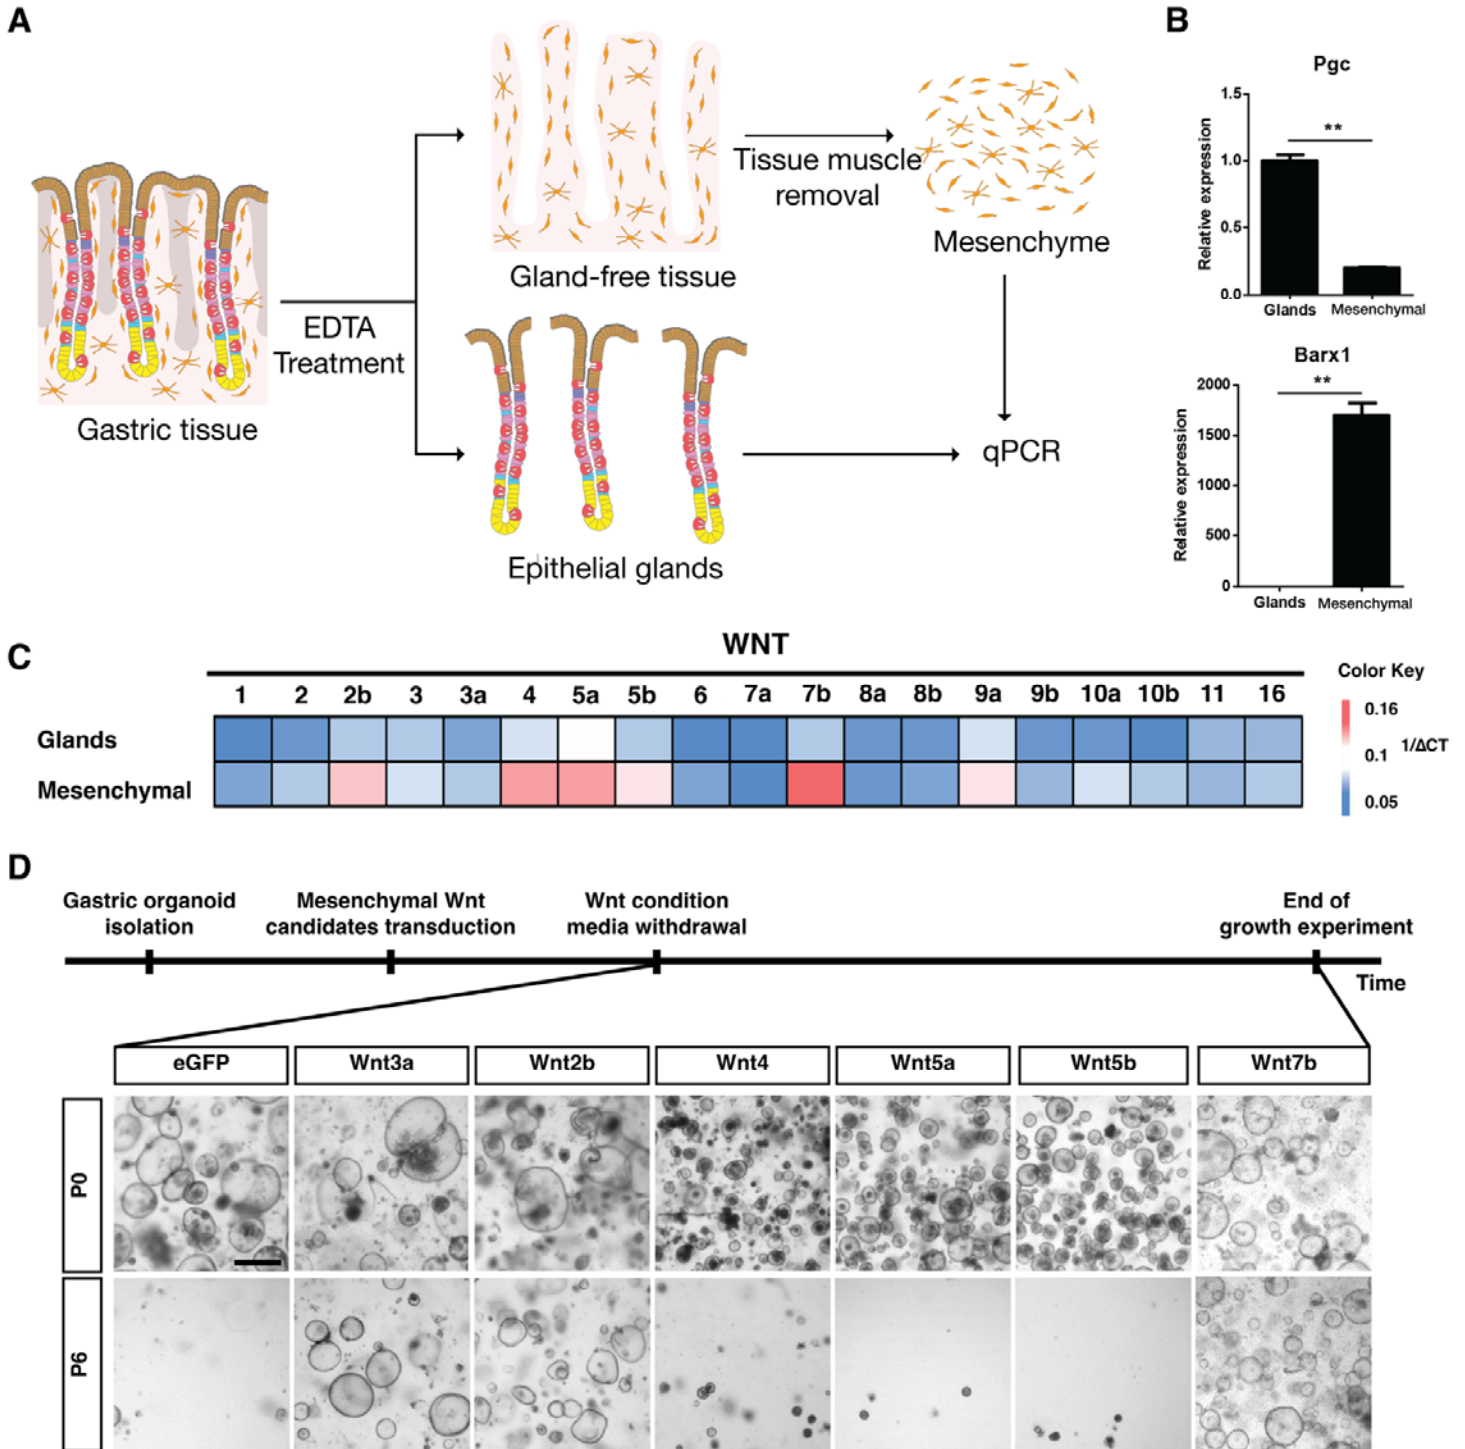 A
Gastric tissue
EDTA
Treatment
Gland-free tissue
Tissue muscle
removal
Mesenchyme
Epithelial glands
qPCR
B
Pgc
Relative expression
1.5
1.0
0.5
0.0
**
Glands
Mesenchymal
Barx1
Relative expression
2000
1500
1000
500
0
**
Glands
Mesenchymal
C
WNT
1 2 2b 3 3a 4 5a 5b 6 7a 7b 8a 8b 9a 9b 10a 10b 11 16
Glands
Mesenchymal
Color Key
0.16
0.1
0.05
1/ΔCT
D
Gastric organoid
isolation
Mesenchymal Wnt
candidates transduction
Wnt condition
media withdrawal
End of
growth experiment
Time
eGFP Wnt3a Wnt2b Wnt4 Wnt5a Wnt5b Wnt7b
P0
P6